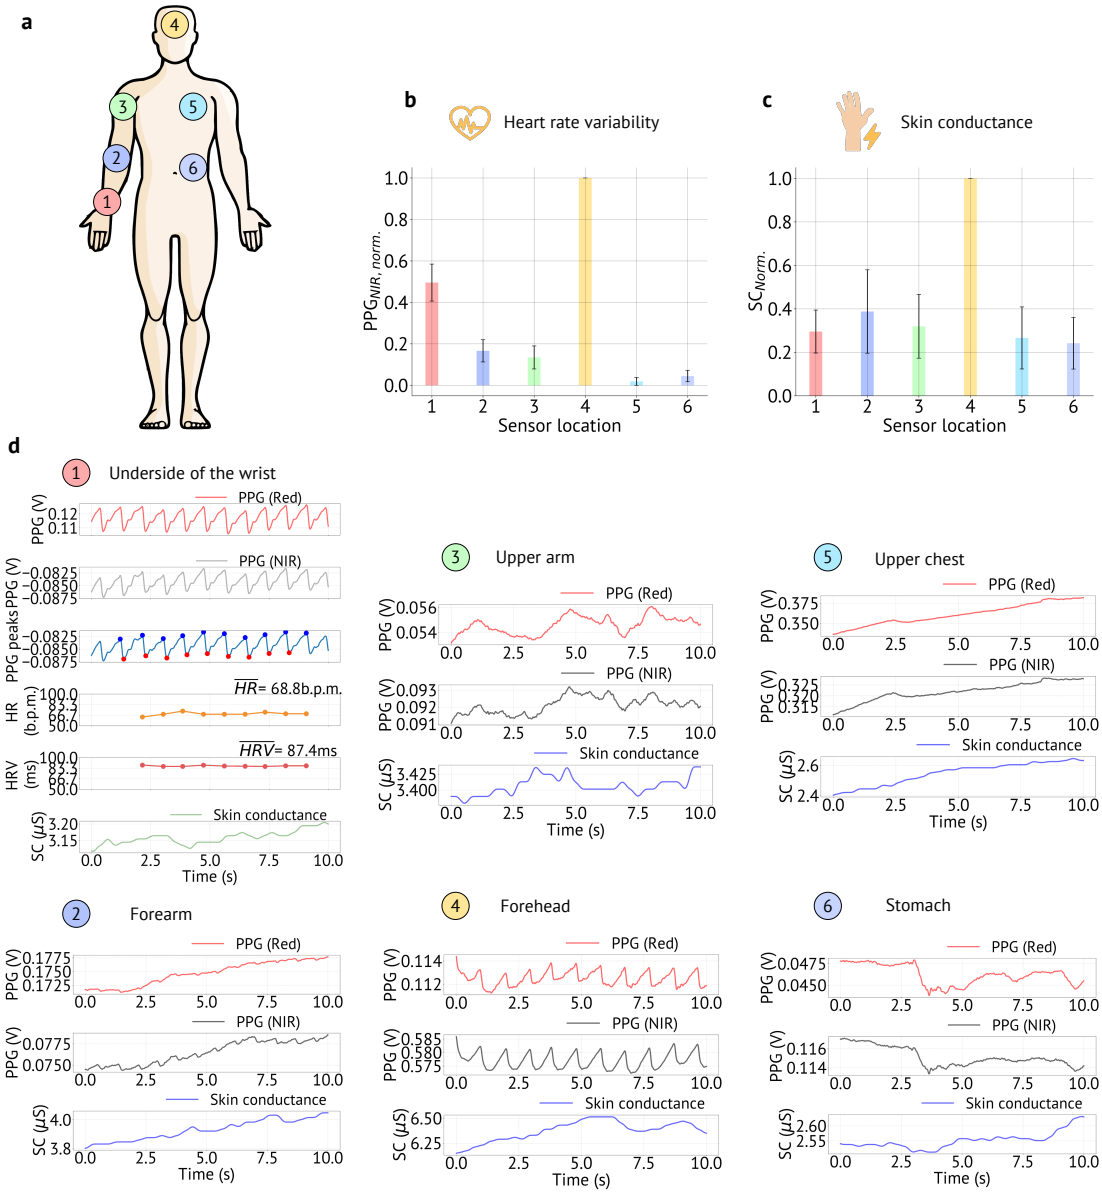 a
4
3
5
2
6
1
b
Heart rate variability
PPG_NIR, norm.
1.0
0.8
0.6
0.4
0.2
0.0
1 2 3 4 5 6
Sensor location
c
Skin conductance
SC_Norm.
1.0
0.8
0.6
0.4
0.2
0.0
1 2 3 4 5 6
Sensor location
d
1 Underside of the wrist
PPG (Red)
PPG (V)
0.12
0.11
PPG (NIR)
PPG (V)
−0.0825
−0.0850
−0.0875
PPG peaks
−0.0825
−0.0850
−0.0875
HR= 68.8b.p.m.
HR
(b.p.m.)
100.0
83.3
66.7
50.0
HRV= 87.4ms
HRV
(ms)
100.0
83.3
66.7
50.0
Skin conductance
SC (µS)
3.20
3.15
0.0 2.5 5.0 7.5 10.0
Time (s)
2 Forearm
PPG (Red)
PPG (V)
0.1775
0.1750
0.1725
0.0 2.5 5.0 7.5 10.0
PPG (NIR)
PPG (V)
0.0775
0.0750
0.0 2.5 5.0 7.5 10.0
Skin conductance
SC (µS)
4.0
3.8
0.0 2.5 5.0 7.5 10.0
Time (s)
3 Upper arm
PPG (Red)
PPG (V)
0.056
0.054
0.0 2.5 5.0 7.5 10.0
PPG (NIR)
PPG (V)
0.093
0.092
0.091
0.0 2.5 5.0 7.5 10.0
Skin conductance
SC (µS)
3.425
3.400
0.0 2.5 5.0 7.5 10.0
Time (s)
4 Forehead
PPG (Red)
PPG (V)
0.114
0.112
0.0 2.5 5.0 7.5 10.0
PPG (NIR)
PPG (V)
0.585
0.580
0.575
0.0 2.5 5.0 7.5 10.0
Skin conductance
SC (µS)
6.50
6.25
0.0 2.5 5.0 7.5 10.0
Time (s)
5 Upper chest
PPG (Red)
PPG (V)
0.375
0.350
0.0 2.5 5.0 7.5 10.0
PPG (NIR)
PPG (V)
0.325
0.320
0.315
0.0 2.5 5.0 7.5 10.0
Skin conductance
SC (µS)
2.6
2.4
0.0 2.5 5.0 7.5 10.0
Time (s)
6 Stomach
PPG (Red)
PPG (V)
0.0475
0.0450
0.0 2.5 5.0 7.5 10.0
PPG (NIR)
PPG (V)
0.116
0.114
0.0 2.5 5.0 7.5 10.0
Skin conductance
SC (µS)
2.60
2.55
0.0 2.5 5.0 7.5 10.0
Time (s)